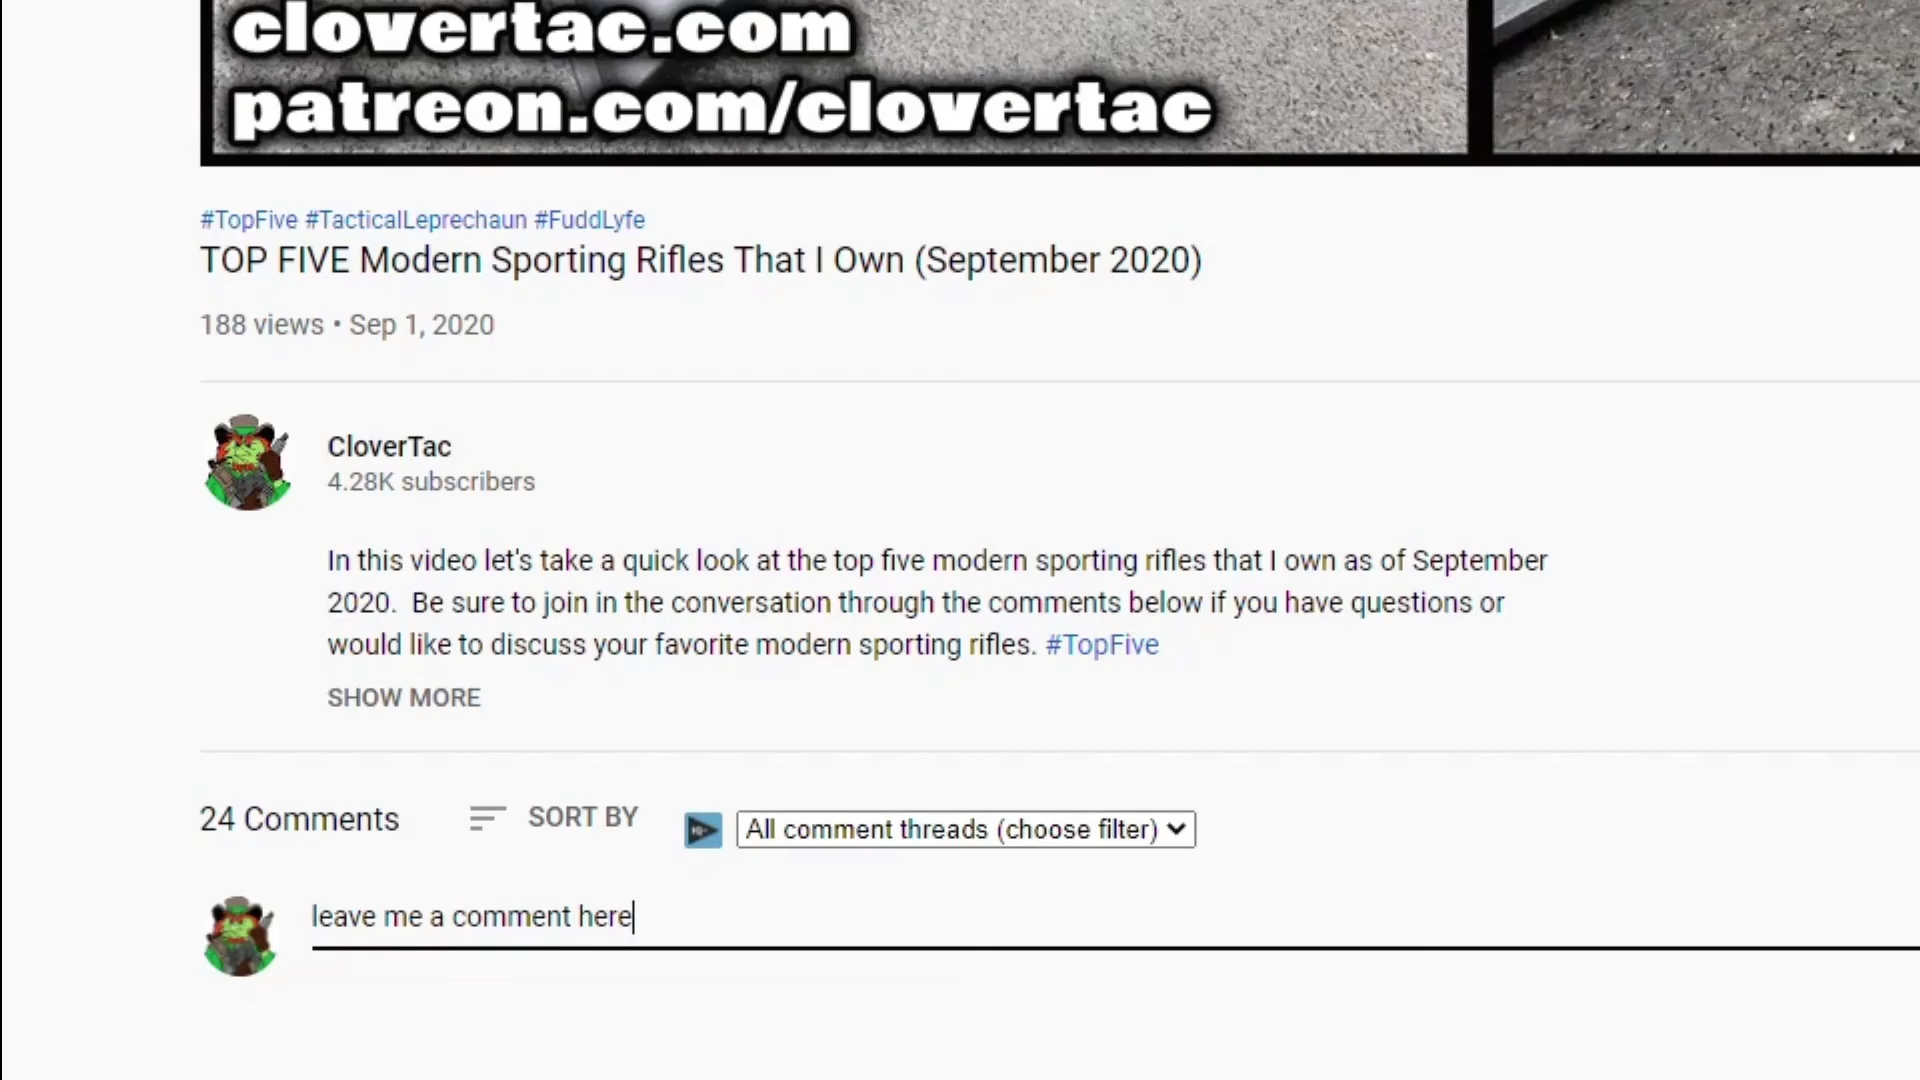 clovertac.com
patreon.com/clovertac
#TopFive #TacticalLeprechaun #FuddLyfe
TOP FIVE Modern Sporting Rifles That I Own (September 2020)
188 views • Sep 1, 2020
CloverTac
4.28K subscribers
In this video let's take a quick look at the top five modern sporting rifles that I own as of September
2020.  Be sure to join in the conversation through the comments below if you have questions or
would like to discuss your favorite modern sporting rifles. #TopFive
SHOW MORE
24 Comments SORT BY All comment threads (choose filter)
leave me a comment here